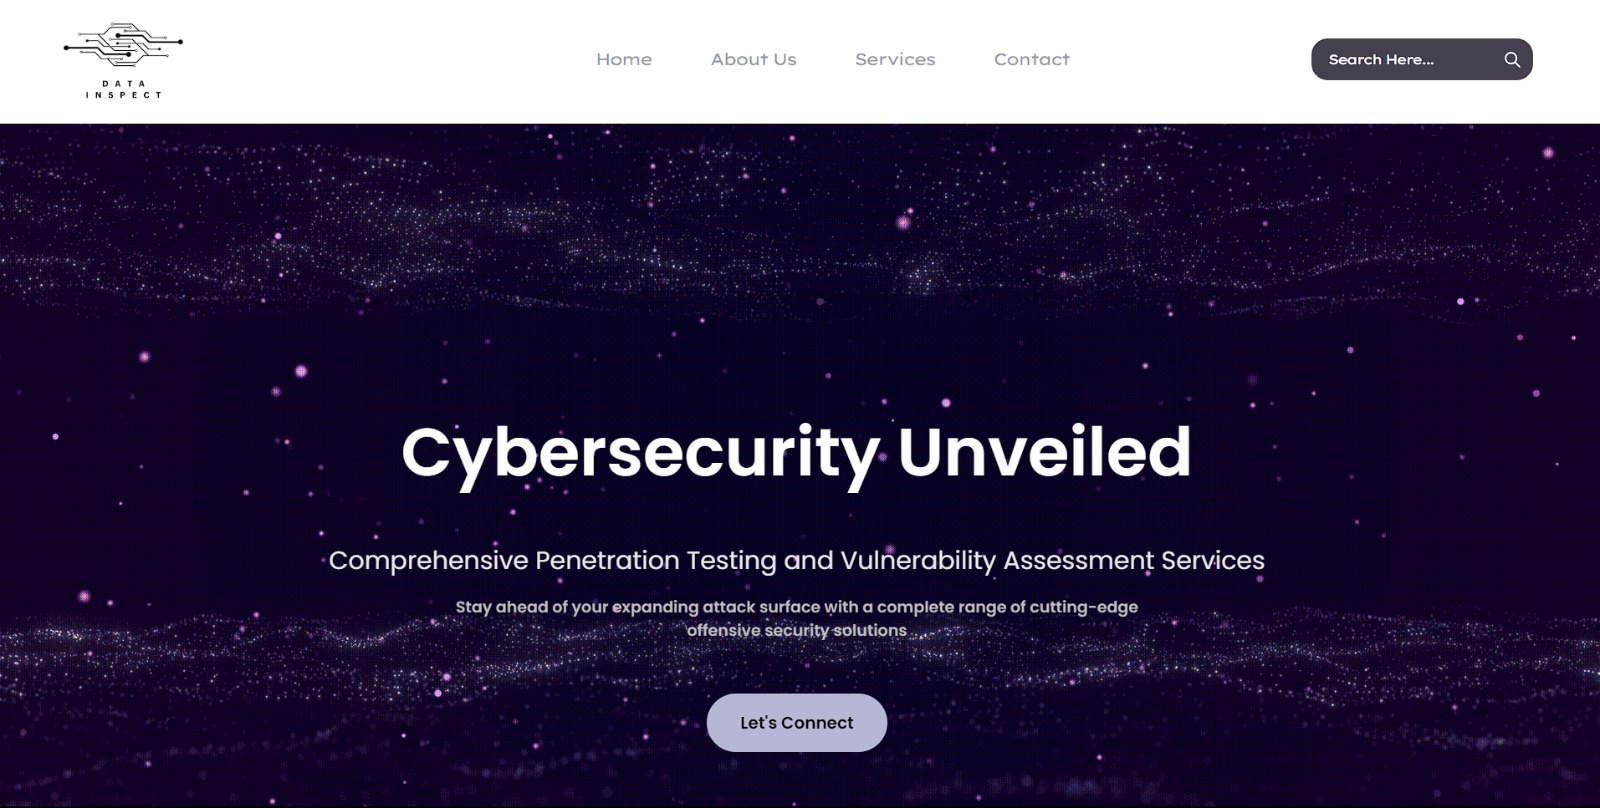 DATA
INSPECT
Home
About Us
Services
Contact
Search Here...
Cybersecurity Unveiled
Comprehensive Penetration Testing and Vulnerability Assessment Services
Stay ahead of your expanding attack surface with a complete range of cutting-edge
offensive security solutions
Let's Connect